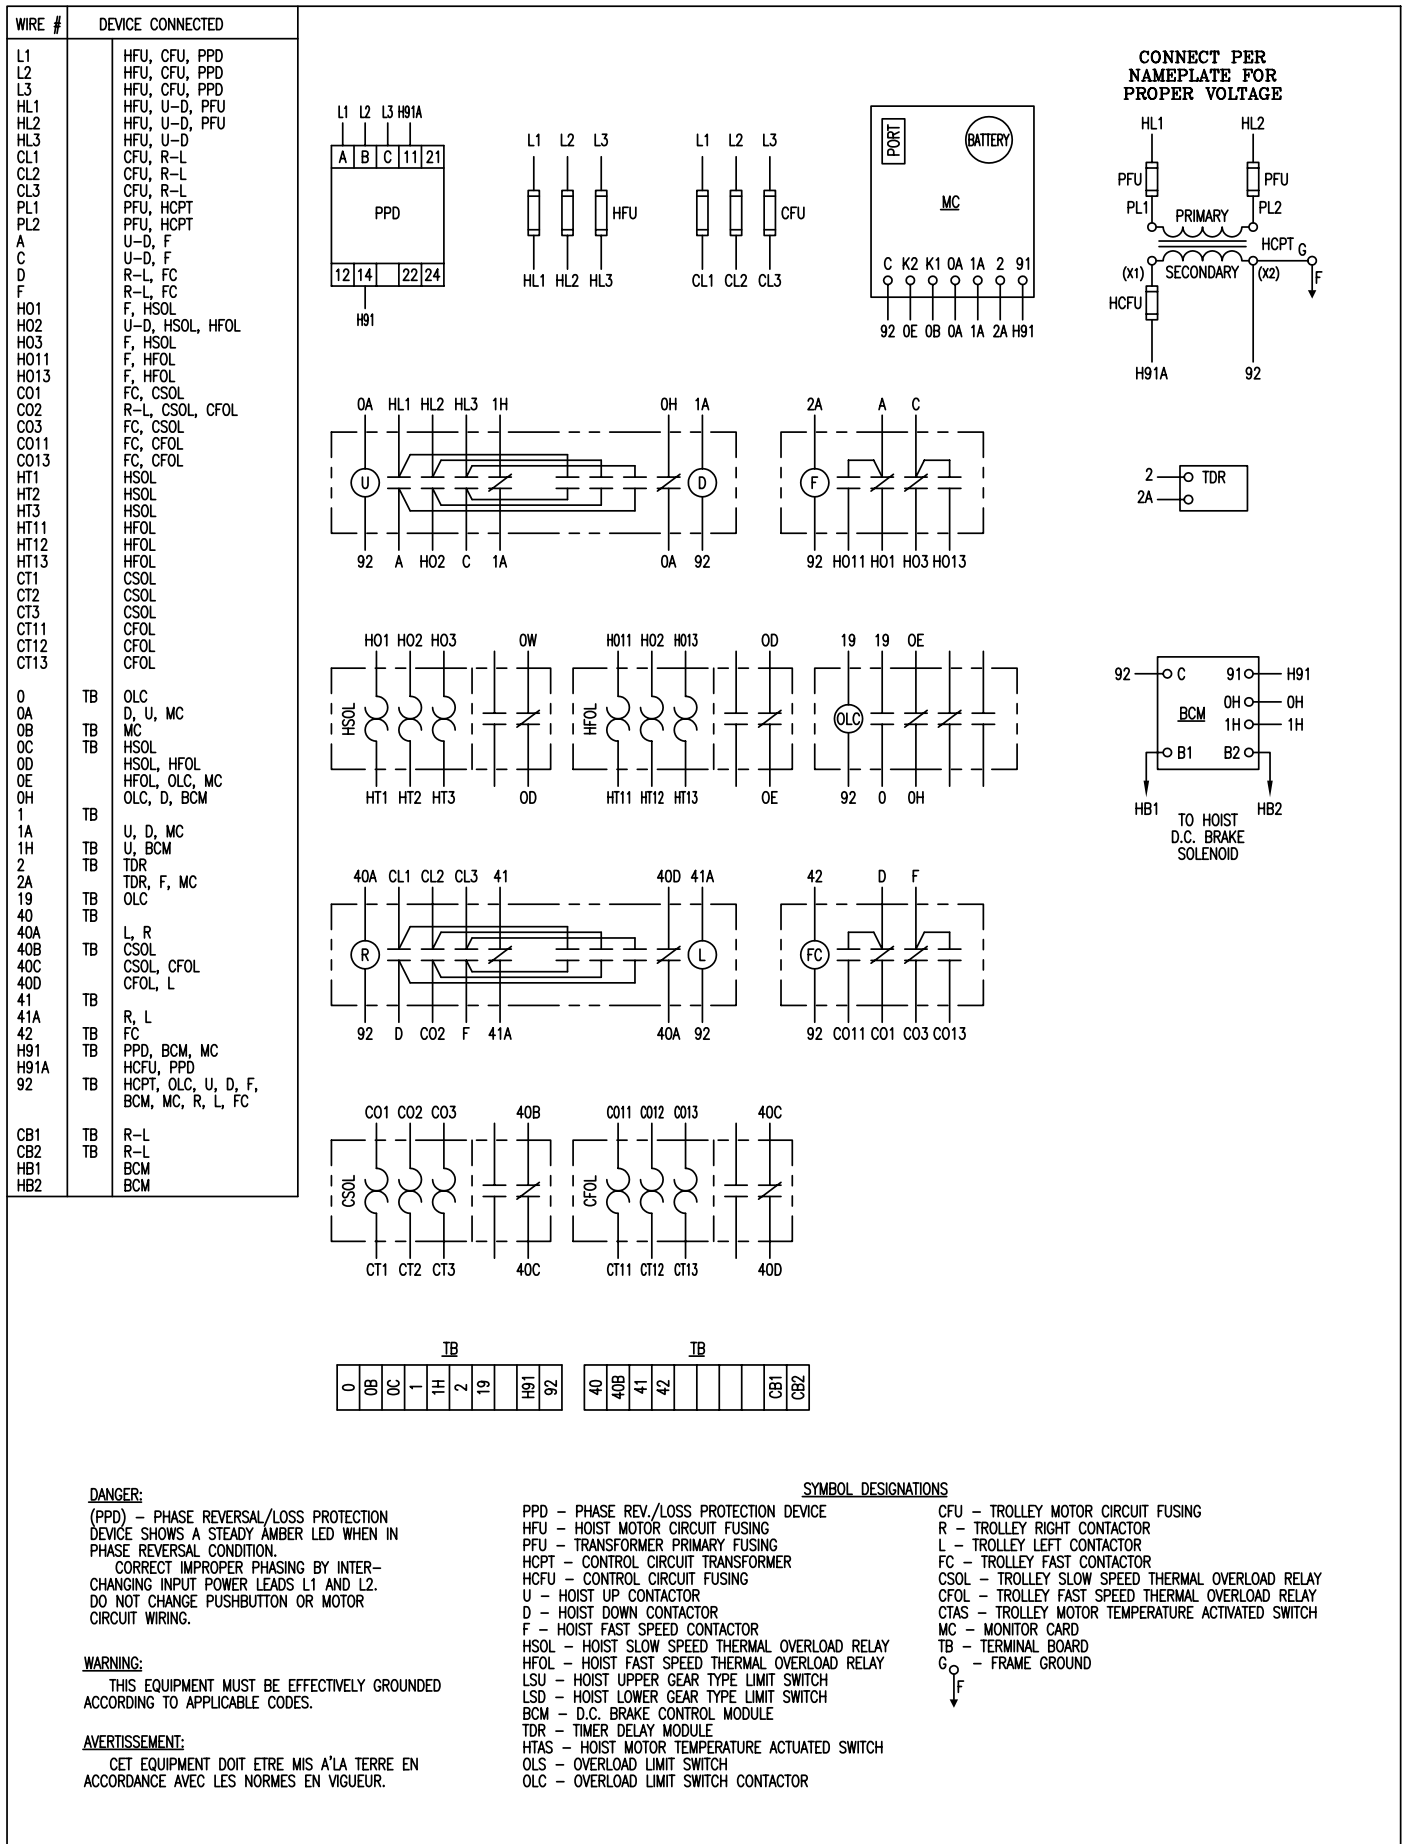 WIRE # DEVICE CONNECTED
L1 HFU, CFU, PPD
L2 HFU, CFU, PPD
L3 HFU, CFU, PPD
HL1 HFU, U-D, PFU
HL2 HFU, U-D, PFU
HL3 HFU, U-D
CL1 CFU, R-L
CL2 CFU, R-L
CL3 CFU, R-L
PL1 PFU, HCPT
PL2 PFU, HCPT
A U-D, F
C U-D, F
D R-L, FC
F R-L, FC
HO1 F, HSOL
HO2 U-D, HSOL, HFOL
HO3 F, HSOL
HO11 F, HFOL
HO13 F, HFOL
CO1 FC, CSOL
CO2 R-L, CSOL, CFOL
CO3 FC, CSOL
CO11 FC, CFOL
CO13 FC, CFOL
HT1 HSOL
HT2 HSOL
HT3 HSOL
HT11 HFOL
HT12 HFOL
HT13 HFOL
CT1 CSOL
CT2 CSOL
CT3 CSOL
CT11 CFOL
CT12 CFOL
CT13 CFOL
0 TB OLC
0A D, U, MC
0B TB MC
0C TB HSOL
0D HSOL, HFOL
0E HFOL, OLC, MC
0H OLC, D, BCM
1 TB
1A U, D, MC
1H TB U, BCM
2 TB TDR
2A TDR, F, MC
19 TB OLC
40 TB
40A L, R
40B TB CSOL
40C CSOL, CFOL
40D CFOL, L
41 TB
41A R, L
42 TB FC
H91 TB PPD, BCM, MC
H91A HCFU, PPD
92 TB HCPT, OLC, U, D, F,
BCM, MC, R, L, FC
CB1 TB R-L
CB2 TB R-L
HB1 BCM
HB2 BCM
L1 L2 L3 H91A
A B C 11 21
PPD
12 14 22 24
H91
L1 L2 L3
HFU
HL1 HL2 HL3
L1 L2 L3
CFU
CL1 CL2 CL3
PORT
BATTERY
MC
C K2 K1 0A 1A 2 91
92 0E 0B 0A 1A 2A H91
CONNECT PER
NAMEPLATE FOR
PROPER VOLTAGE
HL1 HL2
PFU PFU
PL1 PL2
PRIMARY
HCPT G
(X1) SECONDARY (X2) F
HCFU
H91A 92
0A HL1 HL2 HL3 1H 0H 1A
U D
92 A HO2 C 1A 0A 92
2A A C
F
92 HO11 HO1 HO3 HO13
2 TDR
2A
HO1 HO2 HO3 0W
HSOL
HT1 HT2 HT3 0D
HO11 HO2 HO13 0D
HFOL
HT11 HT12 HT13 0E
19 19 0E
OLC
92 0 0H
92 C 91 H91
0H 0H
BCM
1H 1H
B1 B2
HB1 HB2
TO HOIST
D.C. BRAKE
SOLENOID
40A CL1 CL2 CL3 41 40D 41A
R L
92 D CO2 F 41A 40A 92
42 D F
FC
92 CO11 CO1 CO3 CO13
CO1 CO2 CO3 40B
CSOL
CT1 CT2 CT3 40C
CO11 CO12 CO13 40C
CFOL
CT11 CT12 CT13 40D
TB
0 0B 0C 1 1H 2 19 H91 92
TB
40 40B 41 42 CB1 CB2
DANGER:
(PPD) - PHASE REVERSAL/LOSS PROTECTION
DEVICE SHOWS A STEADY AMBER LED WHEN IN
PHASE REVERSAL CONDITION.
CORRECT IMPROPER PHASING BY INTER-
CHANGING INPUT POWER LEADS L1 AND L2.
DO NOT CHANGE PUSHBUTTON OR MOTOR
CIRCUIT WIRING.
WARNING:
THIS EQUIPMENT MUST BE EFFECTIVELY GROUNDED
ACCORDING TO APPLICABLE CODES.
AVERTISSEMENT:
CET EQUIPMENT DOIT ETRE MIS A'LA TERRE EN
ACCORDANCE AVEC LES NORMES EN VIGUEUR.
SYMBOL DESIGNATIONS
PPD - PHASE REV./LOSS PROTECTION DEVICE
HFU - HOIST MOTOR CIRCUIT FUSING
PFU - TRANSFORMER PRIMARY FUSING
HCPT - CONTROL CIRCUIT TRANSFORMER
HCFU - CONTROL CIRCUIT FUSING
U - HOIST UP CONTACTOR
D - HOIST DOWN CONTACTOR
F - HOIST FAST SPEED CONTACTOR
HSOL - HOIST SLOW SPEED THERMAL OVERLOAD RELAY
HFOL - HOIST FAST SPEED THERMAL OVERLOAD RELAY
LSU - HOIST UPPER GEAR TYPE LIMIT SWITCH
LSD - HOIST LOWER GEAR TYPE LIMIT SWITCH
BCM - D.C. BRAKE CONTROL MODULE
TDR - TIMER DELAY MODULE
HTAS - HOIST MOTOR TEMPERATURE ACTUATED SWITCH
OLS - OVERLOAD LIMIT SWITCH
OLC - OVERLOAD LIMIT SWITCH CONTACTOR
CFU - TROLLEY MOTOR CIRCUIT FUSING
R - TROLLEY RIGHT CONTACTOR
L - TROLLEY LEFT CONTACTOR
FC - TROLLEY FAST CONTACTOR
CSOL - TROLLEY SLOW SPEED THERMAL OVERLOAD RELAY
CFOL - TROLLEY FAST SPEED THERMAL OVERLOAD RELAY
CTAS - TROLLEY MOTOR TEMPERATURE ACTIVATED SWITCH
MC - MONITOR CARD
TB - TERMINAL BOARD
G - FRAME GROUND
F